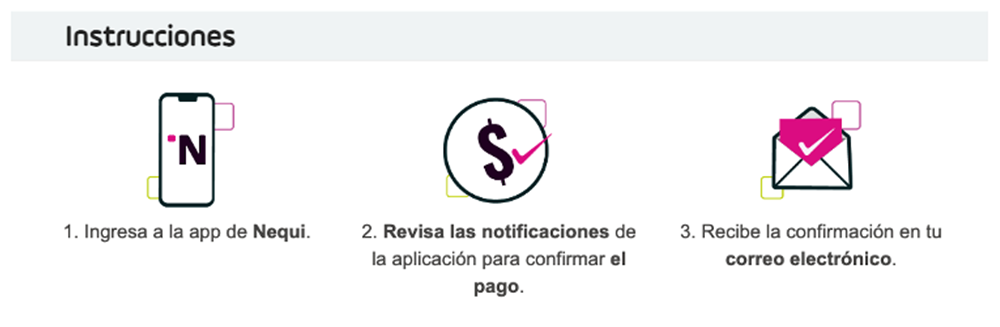 Instrucciones
N
$
1. Ingresa a la app de Nequi.
2. Revisa las notificaciones de
la aplicación para confirmar el
pago.
3. Recibe la confirmación en tu
correo electrónico.